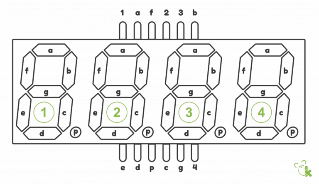 1 a f 2 3 b
a a a a
f b f b f b f b
g g g g
e 1 c e 2 c e 3 c e 4 c
d P d P d P d P
e d p c g 4